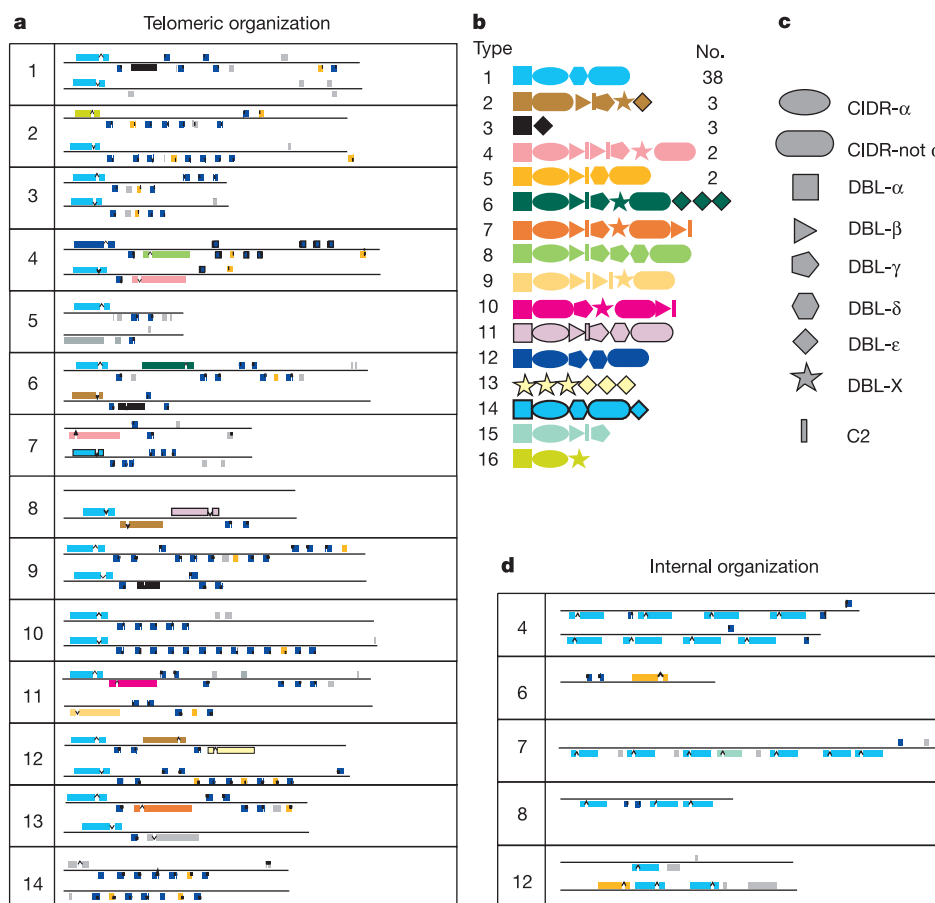 a
Telomeric organization
1
2
3
4
5
6
7
8
9
10
11
12
13
14
b
Type
No.
1
38
2
3
3
3
4
2
5
2
6
7
8
9
10
11
12
13
14
15
16
c
CIDR-α
CIDR-not
DBL-α
DBL-β
DBL-γ
DBL-δ
DBL-ε
DBL-X
C2
d
Internal organization
4
6
7
8
12